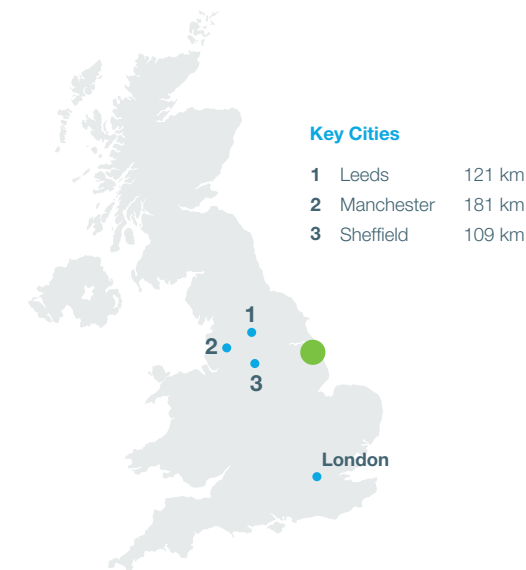 Key Cities
1 Leeds 121 km
2 Manchester 181 km
3 Sheffield 109 km
1
2
3
London